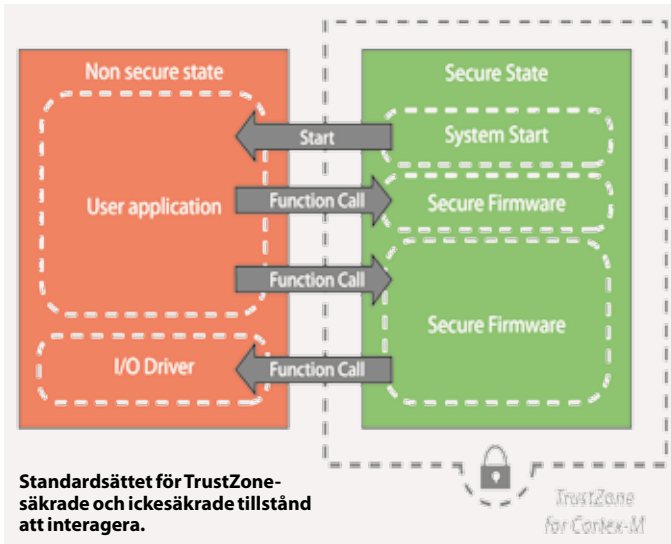 Non secure state
Secure State
Start
System Start
User application
Function Call
Secure Firmware
Function Call
Secure Firmware
I/O Driver
Function Call
Standardsättet för TrustZone-
säkrade och ickesäkrade tillstånd
att interagera.
TrustZone
for Cortex-M